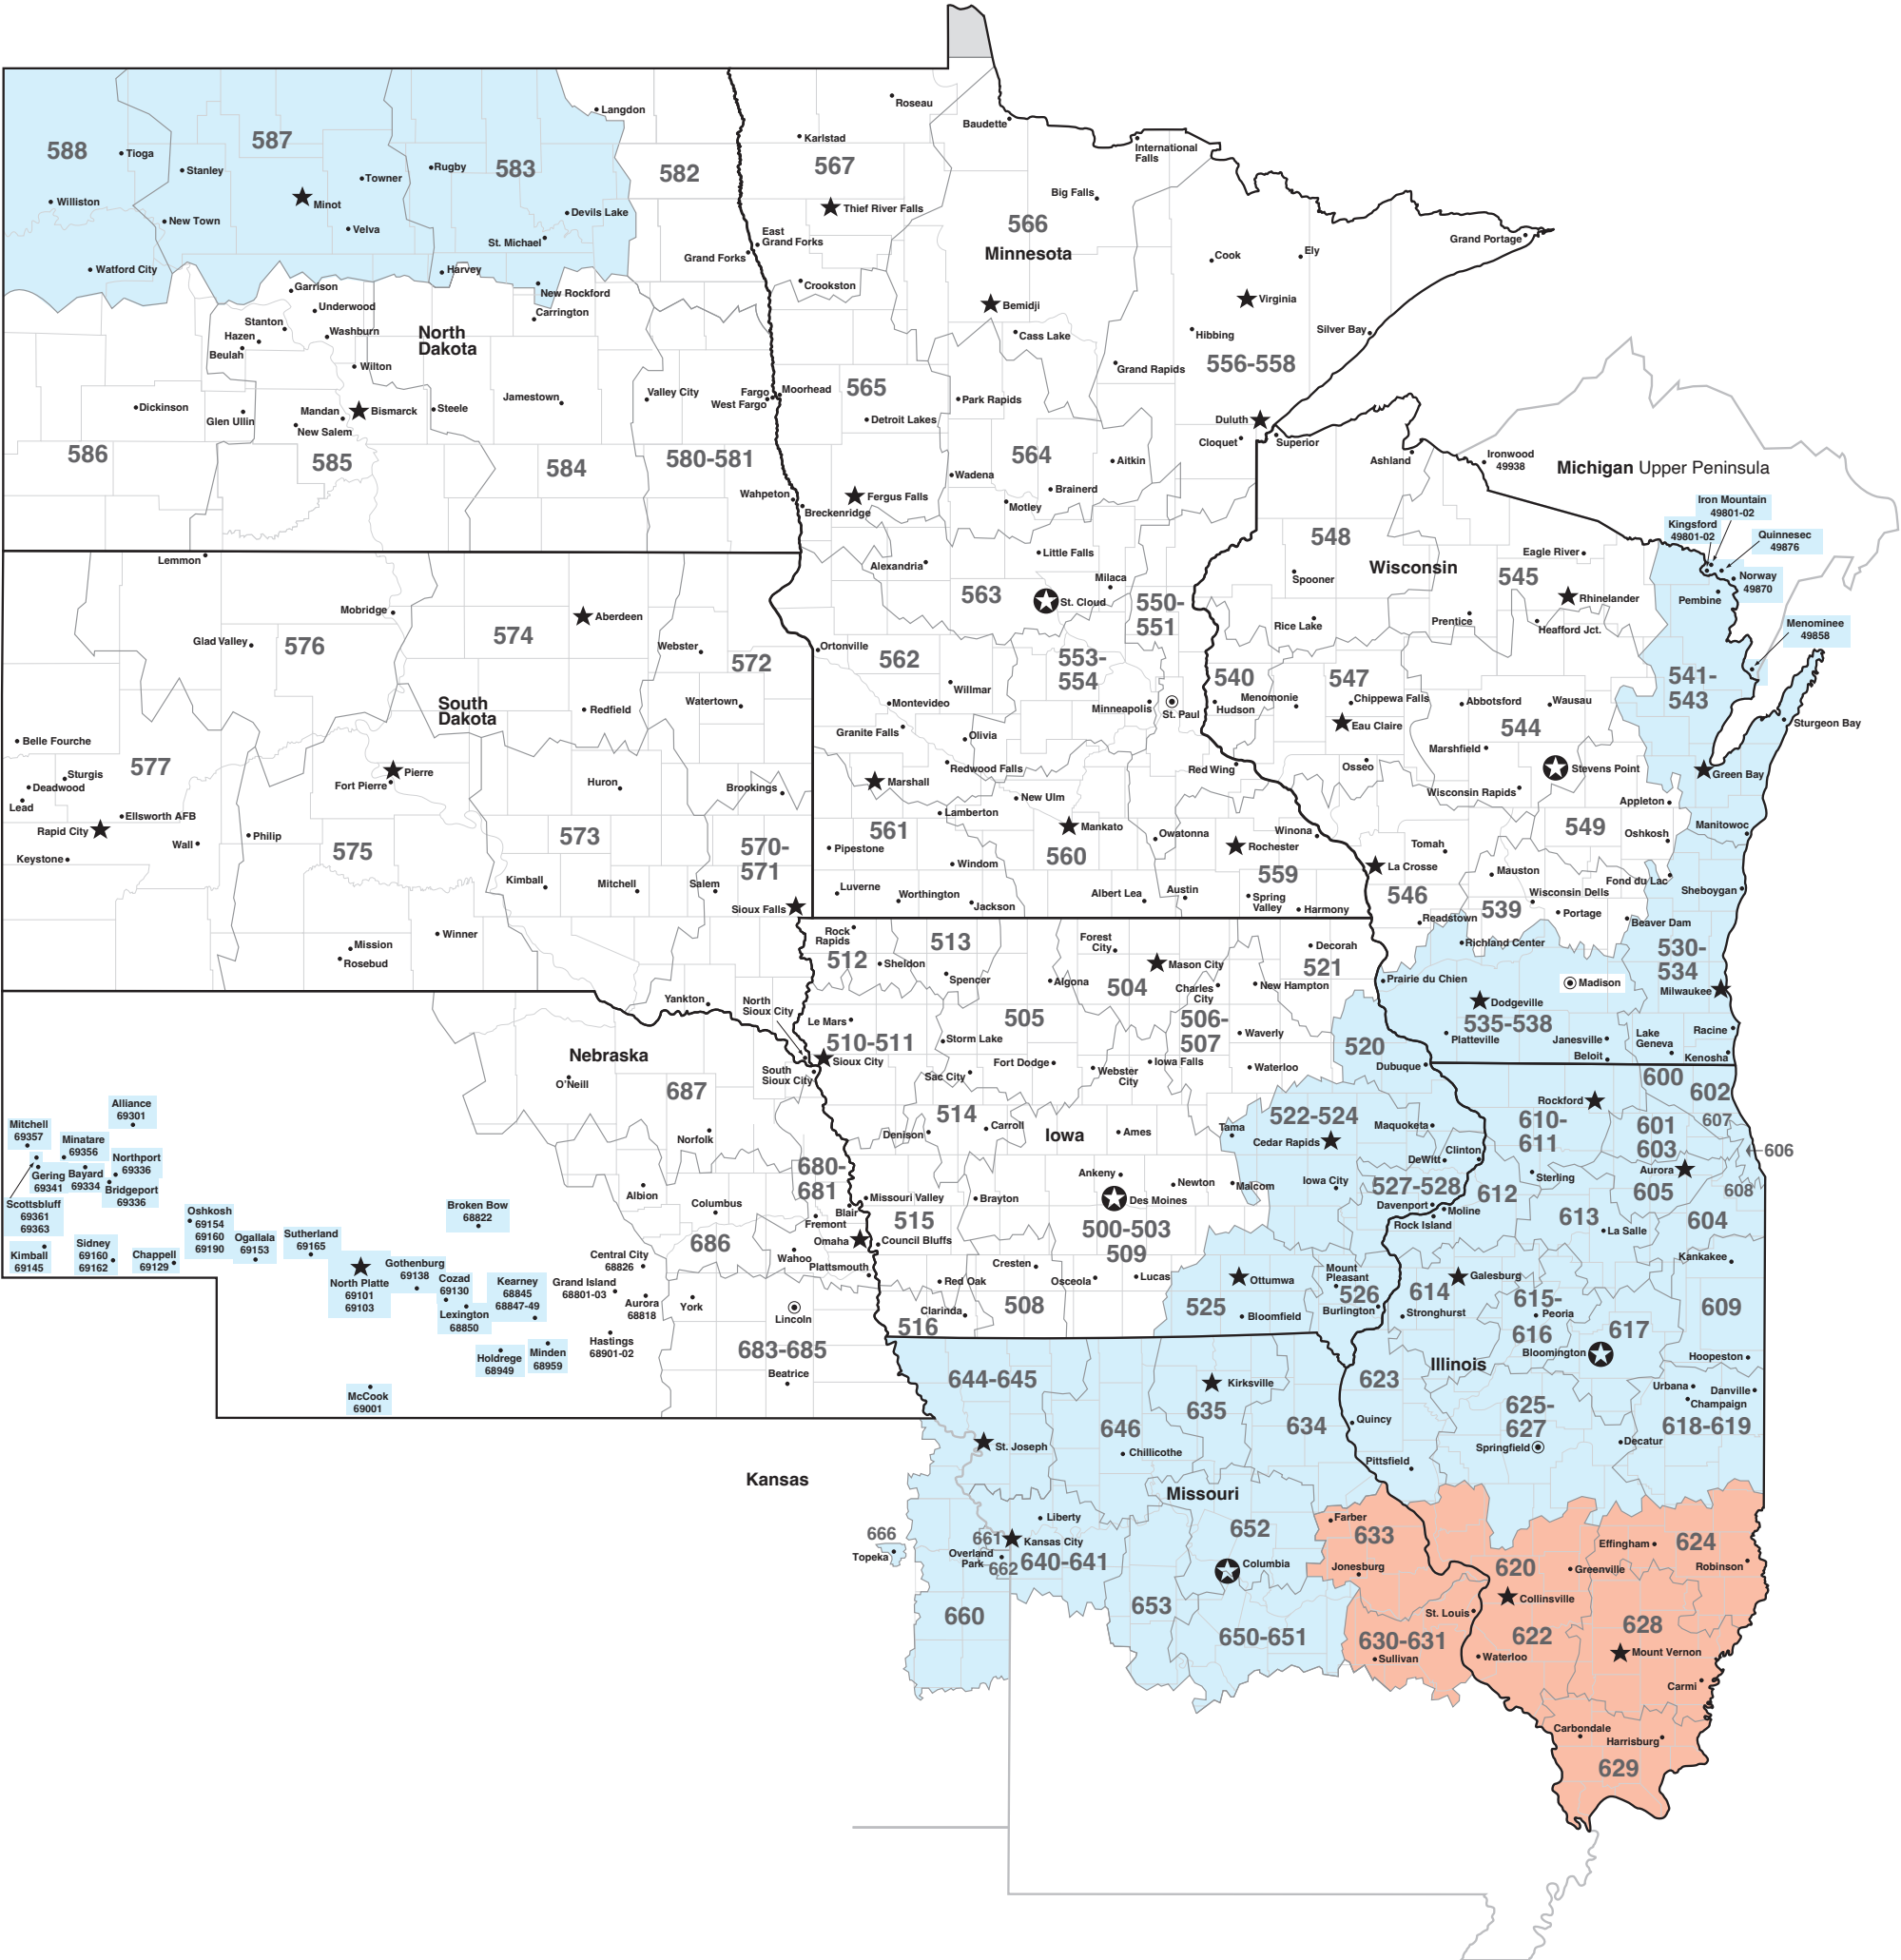 588
Tioga
Williston
Watford City
587
Stanley
Towner
Minot
New Town
Velva
Rugby
583
Devils Lake
St. Michael
Harvey
Langdon
582
Grand Forks
New Rockford
Carrington
Garrison
Underwood
Stanton
Hazen
Washburn
Beulah
Wilton
North
Dakota
Dickinson
Glen Ullin
Mandan
Bismarck
New Salem
Steele
Jamestown
Valley City
Fargo
West Fargo
586
585
584
580-581
Wahpeton
Roseau
Baudette
Karlstad
567
Thief River Falls
East
Grand Forks
Crookston
International
Falls
Big Falls
566
Minnesota
Bemidji
Cass Lake
Cook
Ely
Virginia
Hibbing
Grand Portage
Silver Bay
Grand Rapids
556-558
Moorhead
565
Detroit Lakes
Park Rapids
564
Aitkin
Wadena
Brainerd
Motley
Duluth
Cloquet
Superior
Fergus Falls
Breckenridge
Little Falls
Alexandria
Milaca
563
St. Cloud
550-
551
Ortonville
562
553-
554
Willmar
Montevideo
Minneapolis
St. Paul
Granite Falls
Olivia
Redwood Falls
Red Wing
Marshall
New Ulm
Lamberton
Mankato
Owatonna
Winona
Rochester
561
560
559
Pipestone
Windom
Luverne
Worthington
Jackson
Albert Lea
Austin
Spring
Valley
Harmony
Ashland
Ironwood
49938
Michigan Upper Peninsula
Iron Mountain
49801-02
Kingsford
49801-02
Quinnesec
49876
Norway
49870
Pembine
Menominee
49858
548
Wisconsin
Eagle River
545
Spooner
Rhinelander
Rice Lake
Prentice
Heafford Jct.
540
547
541-
543
Menomonie
Hudson
Chippewa Falls
Eau Claire
Abbotsford
Wausau
544
Sturgeon Bay
Marshfield
Osseo
Stevens Point
Green Bay
Wisconsin Rapids
Appleton
549
Oshkosh
Manitowoc
Tomah
La Crosse
Mauston
Fond du Lac
Wisconsin Dells
Sheboygan
546
539
Portage
Readstown
Beaver Dam
Richland Center
530-
534
Prairie du Chien
Madison
Milwaukee
Dodgeville
535-538
Platteville
Janesville
Lake
Geneva
Racine
Beloit
Kenosha
Lemmon
Mobridge
Glad Valley
576
574
Aberdeen
Webster
572
South
Dakota
Redfield
Watertown
Belle Fourche
577
Sturgis
Deadwood
Lead
Ellsworth AFB
Rapid City
Wall
Keystone
Pierre
Fort Pierre
Huron
Brookings
Philip
575
573
570-
571
Kimball
Mitchell
Salem
Sioux Falls
Winner
Mission
Rosebud
Yankton
North
Sioux City
Rock
Rapids
512
513
Sheldon
Spencer
Forest
City
Mason City
Algona
504
Charles
City
Decorah
521
New Hampton
Le Mars
510-511
Sioux City
505
506-
507
Waverly
Storm Lake
Fort Dodge
Iowa Falls
Webster
City
Waterloo
Sac City
520
Dubuque
514
Carroll
Denison
Iowa
Ames
Tama
522-524
Cedar Rapids
Maquoketa
DeWitt
Clinton
Ankeny
Newton
Malcom
Iowa City
527-528
Davenport
Missouri Valley
Brayton
Des Moines
515
Council Bluffs
500-503
509
Creston
Osceola
Lucas
Red Oak
508
Clarinda
516
Ottumwa
525
Bloomfield
Mount
Pleasant
526
Burlington
Nebraska
O'Neill
South
Sioux City
687
Norfolk
680-
681
Albion
Columbus
Blair
Fremont
Omaha
686
Wahoo
Plattsmouth
York
Lincoln
683-685
Beatrice
Alliance
69301
Mitchell
69357
Minatare
69356
Northport
69336
Gering
69341
Bayard
69334
Bridgeport
69336
Scottsbluff
69361
69363
Kimball
69145
Sidney
69160
69162
Chappell
69129
Oshkosh
69154
69160
69190
Ogallala
69153
Sutherland
69165
North Platte
69101
69103
Gothenburg
69138
Cozad
69130
Lexington
68850
Kearney
68845
68847-49
Broken Bow
68822
Central City
68826
Grand Island
68801-03
Aurora
68818
Hastings
68901-02
Holdrege
68949
Minden
68959
McCook
69001
600
602
Rockford
610-
611
601
603
607
606
Aurora
Sterling
612
605
608
Moline
Rock Island
613
La Salle
604
Kankakee
Galesburg
614
615-
616
Peoria
Stronghurst
617
609
Bloomington
Illinois
Hoopeston
623
Urbana
Danville
Champaign
625-
627
618-619
Quincy
Springfield
Decatur
Pittsfield
644-645
Kirksville
635
646
634
St. Joseph
Chillicothe
Kansas
Missouri
Liberty
652
666
Topeka
661
Kansas City
Overland
Park
662
640-641
Columbia
660
653
650-651
Farber
633
Jonesburg
St. Louis
630-631
Sullivan
620
Greenville
Effingham
624
Robinson
Collinsville
628
622
Mount Vernon
Waterloo
Carmi
Carbondale
Harrisburg
629